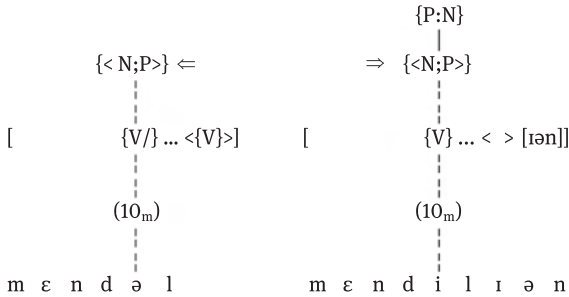 {P:N}
{< N;P>} ⇐ ⇒ {<N;P>}
[ {V/} ... <{V}>] [ {V} ... < > [ɪən]]
(10ₘ) (10ₘ)
m ɛ n d ə l m ɛ n d i l ɪ ə n